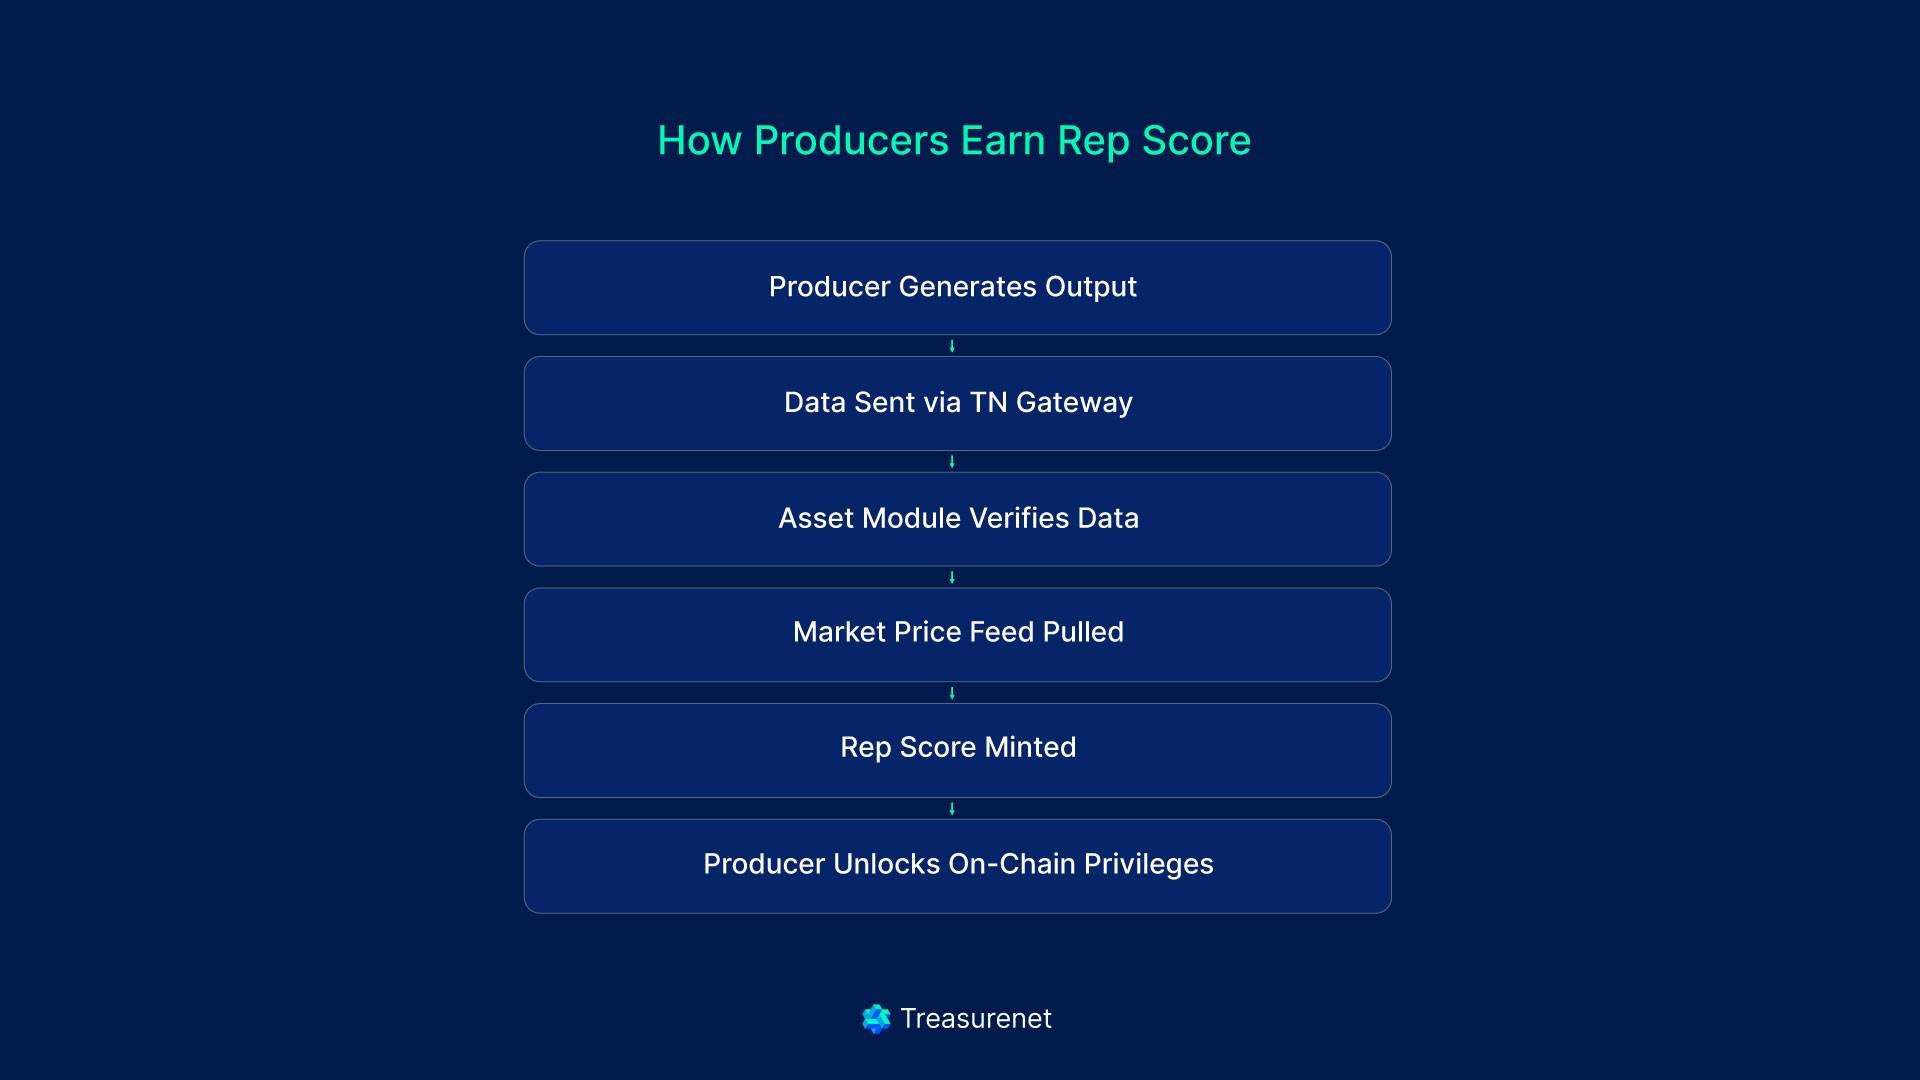 How Producers Earn Rep Score
Producer Generates Output
Data Sent via TN Gateway
Asset Module Verifies Data
Market Price Feed Pulled
Rep Score Minted
Producer Unlocks On-Chain Privileges
Treasurenet